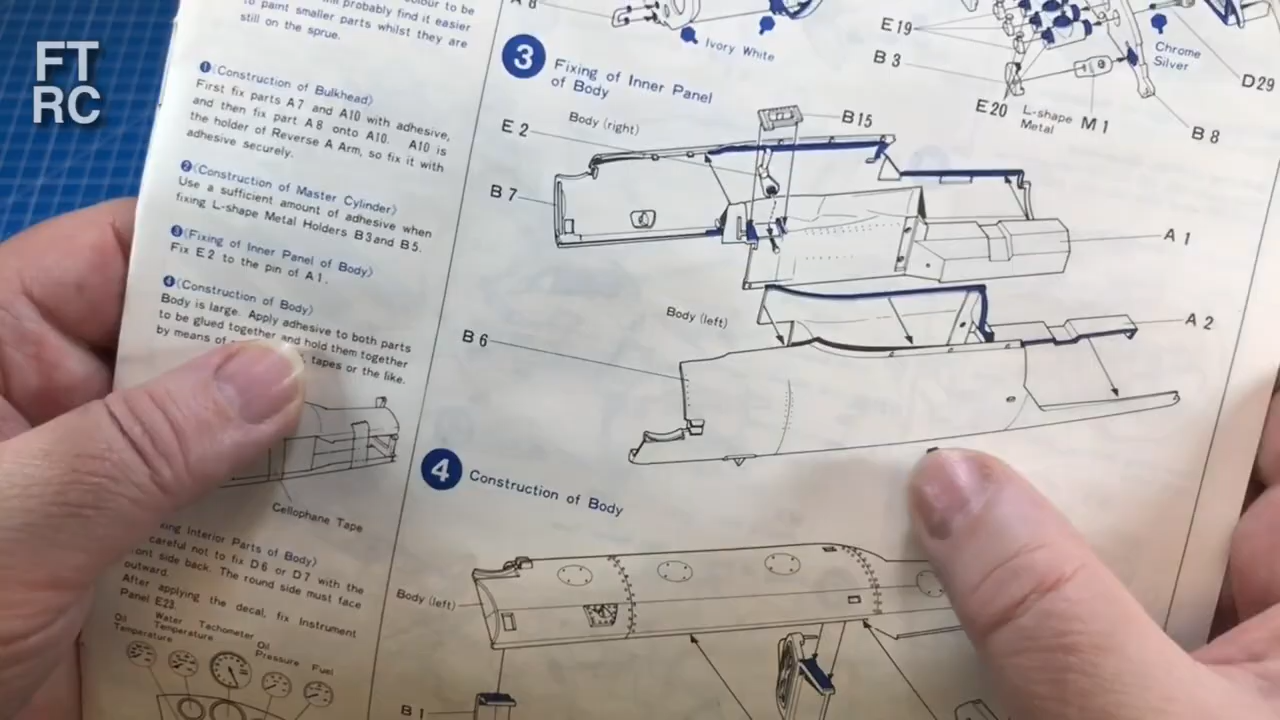 FT
RC
colour to be
probably find it easier
to paint smaller parts whilst they are
still on the sprue.
❶《Construction of Bulkhead》
First fix parts A7 and A10 with adhesive,
and then fix part A8 onto A10. A10 is
the holder of Reverse A Arm, so fix it with
adhesive securely.
❷《Construction of Master Cylinder》
Use a sufficient amount of adhesive when
fixing L-shape Metal Holders B3 and B5.
❸《Fixing of Inner Panel of Body》
Fix E2 to the pin of A1.
❹《Construction of Body》
Body is large. Apply adhesive to both parts
to be glued together and hold them together
by means of
tapes or the like.
Cellophane Tape
Interior Parts of Body》
careful not to fix D6 or D7 with the
side back. The round side must face
outward.
After applying the decal, fix Instrument
Panel E23.
Oil
Temperature
Water
Temperature
Tachometer
Oil
Pressure
Fuel
A8
Ivory White
E19
B3
E20
L-shape
Metal
M1
Chrome
Silver
D29
B8
3
Fixing of Inner Panel
of Body
Body (right)
B15
E2
B7
A1
Body (left)
A2
B6
4
Construction of Body
Body (left)
B1